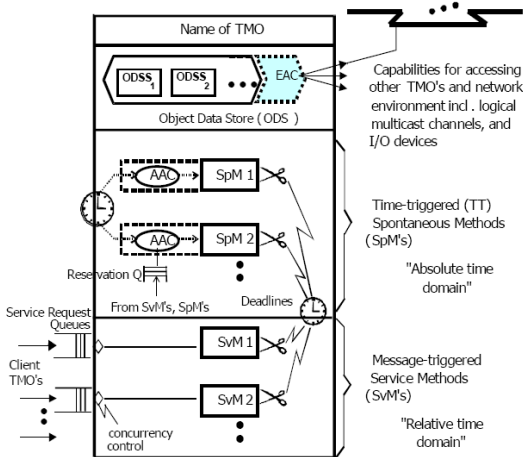 Name of TMO
ODSS 1
ODSS 2
EAC
Object Data Store ( ODS )
Capabilities for accessing
other TMO's and network
environment incl . logical
multicast channels, and
I/O devices
AAC
SpM 1
AAC
SpM 2
Reservation Q
From SvM's, SpM's
Deadlines
Time-triggered (TT)
Spontaneous Methods
(SpM's)
"Absolute time
domain"
Service Request
Queues
Client
TMO's
SvM 1
SvM 2
concurrency
control
Message-triggered
Service Methods
(SvM's)
"Relative time
domain"